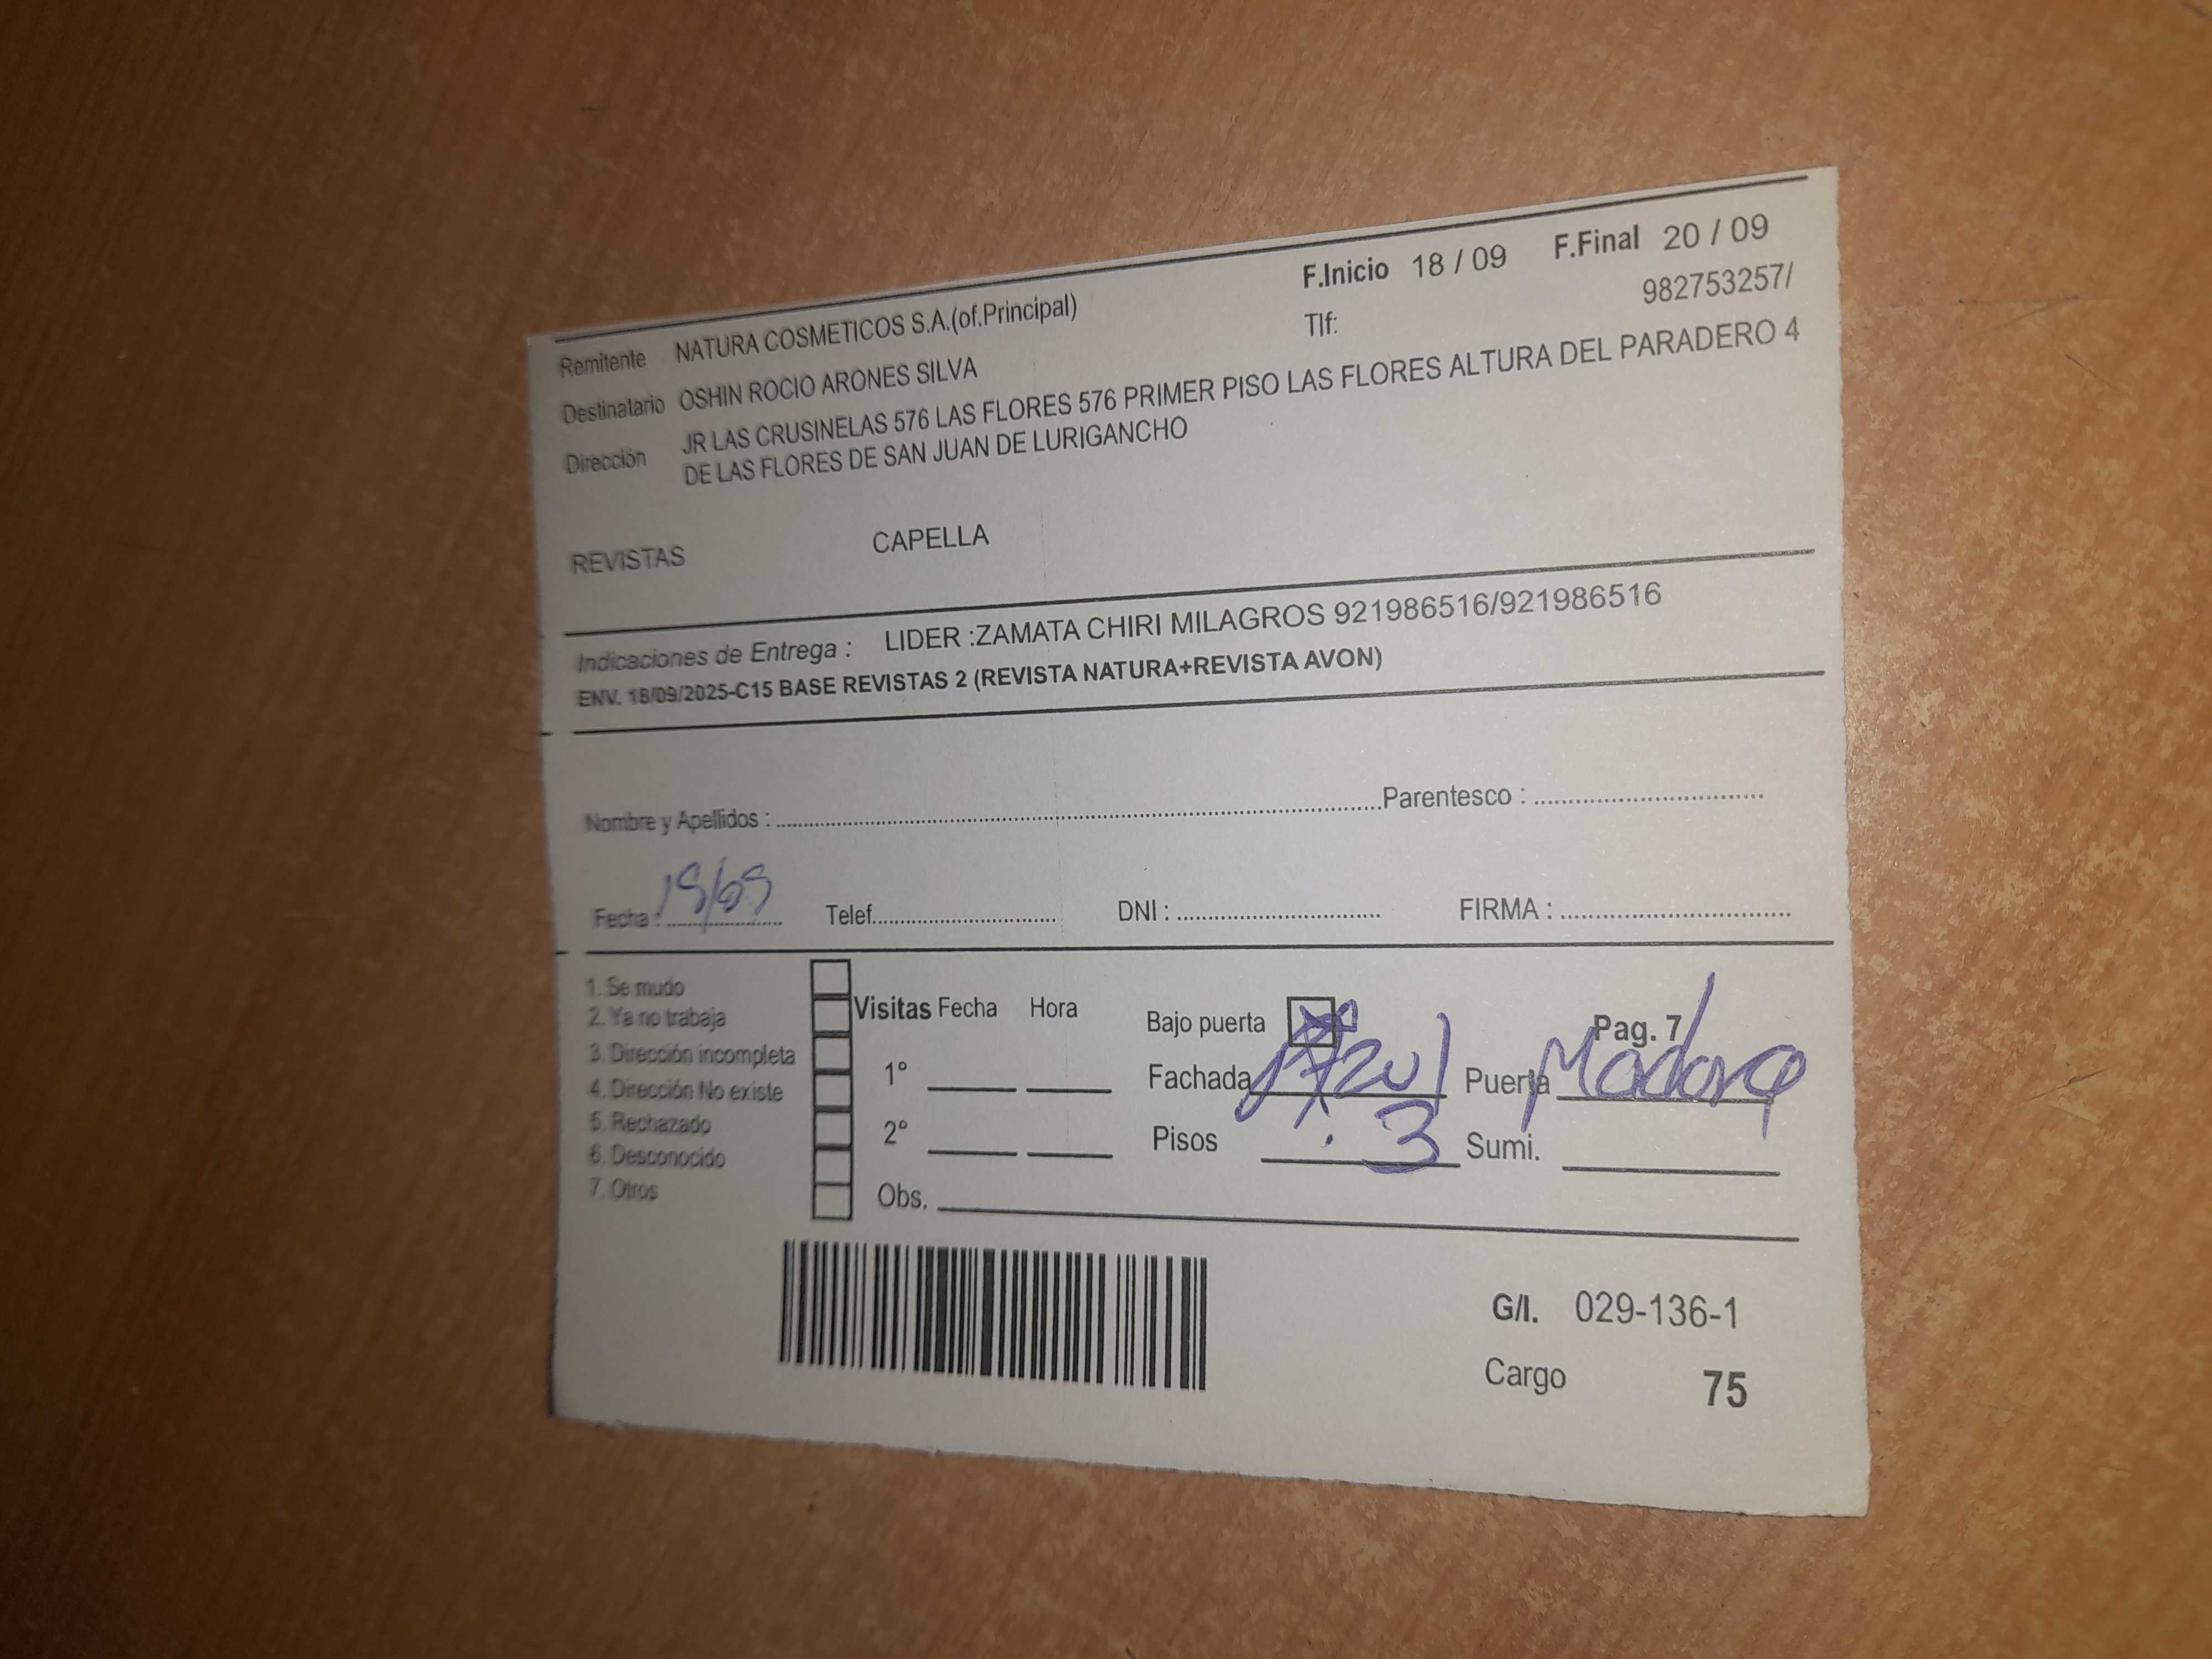 F.Inicio 18 / 09 F.Final 20 / 09
Remitente NATURA COSMETICOS S.A.(of.Principal) Tlf: 982753257/
Destinatario OSHIN ROCIO ARONES SILVA
Dirección JR LAS CRUSINELAS 576 LAS FLORES 576 PRIMER PISO LAS FLORES ALTURA DEL PARADERO 4
DE LAS FLORES DE SAN JUAN DE LURIGANCHO
REVISTAS CAPELLA
Indicaciones de Entrega : LIDER :ZAMATA CHIRI MILAGROS 921986516/921986516
ENV. 18/09/2025-C15 BASE REVISTAS 2 (REVISTA NATURA+REVISTA AVON)
Nombre y Apellidos : Parentesco :
Fecha : Telef. DNI : FIRMA :
1. Se mudo
2. Ya no trabaja
3. Dirección incompleta
4. Dirección No existe
5. Rechazado
6. Desconocido
7. Otros
Visitas Fecha Hora
1°
2°
Obs.
Bajo puerta Pag. 7
Fachada Azul Puerta Madera
Pisos 3 Sumi.
G/I. 029-136-1
Cargo 75